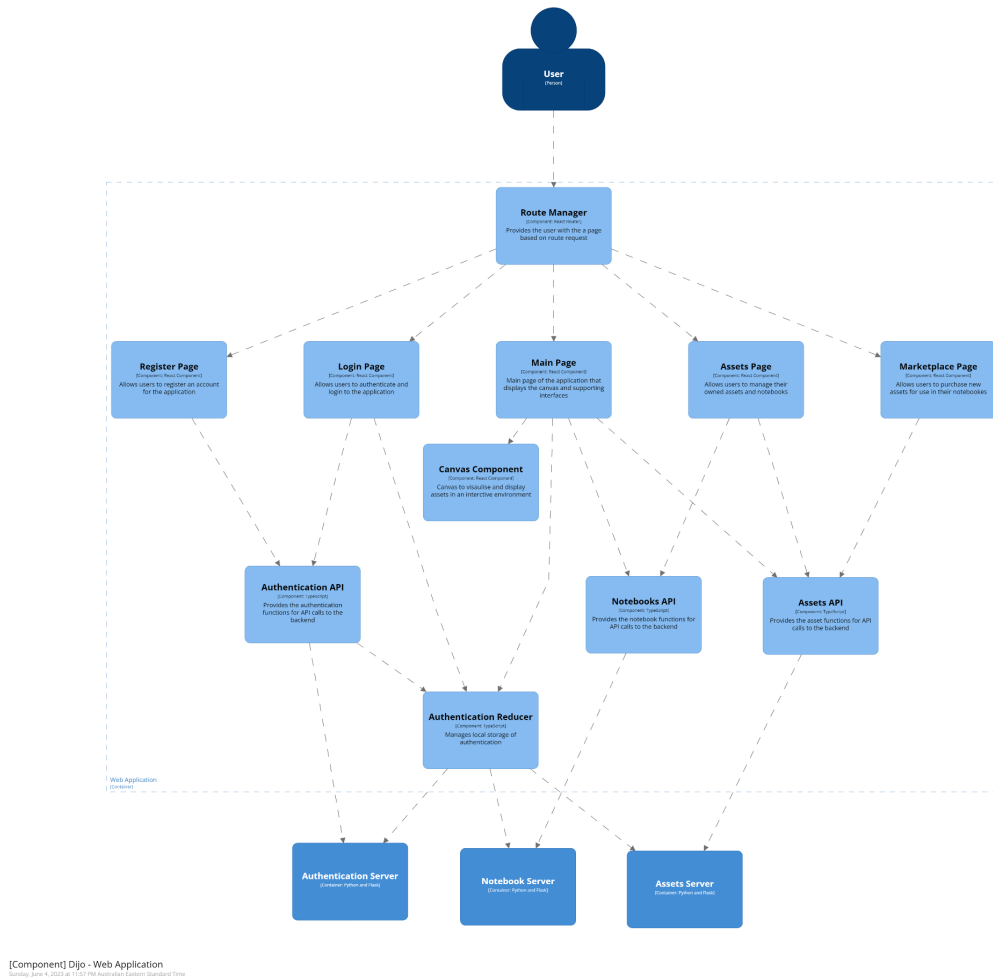 User
[Person]
Route Manager
[Component: React Router]
Provides the user with the a page
based on route request
Register Page
[Component: React Component]
Allows users to register an account
for the application
Login Page
[Component: React Component]
Allows users to authenticate and
login to the application
Main Page
[Component: React Component]
Main page of the application that
displays the canvas and supporting
interfaces
Assets Page
[Component: React Component]
Allows users to manage their
owned assets and notebooks
Marketplace Page
[Component: React Component]
Allows users to purchase new
assets for use in their notebookes
Canvas Component
[Component: React Component]
Canvas to visaulise and display
assets in an interctive environment
Authentication API
[Component: TypeScript]
Provides the authentication
functions for API calls to the
backend
Notebooks API
[Component: TypeScript]
Provides the notebook functions for
API calls to the backend
Assets API
[Component: TypeScript]
Provides the asset functions for API
calls to the backend
Authentication Reducer
[Component: TypeScript]
Manages local storage of
authentication
Web Application
[Container]
Authentication Server
[Container: Python and Flask]
Notebook Server
[Container: Python and Flask]
Assets Server
[Container: Python and Flask]
[Component] Dijo - Web Application
Sunday, June 4, 2023 at 11:57 PM Australian Eastern Standard Time